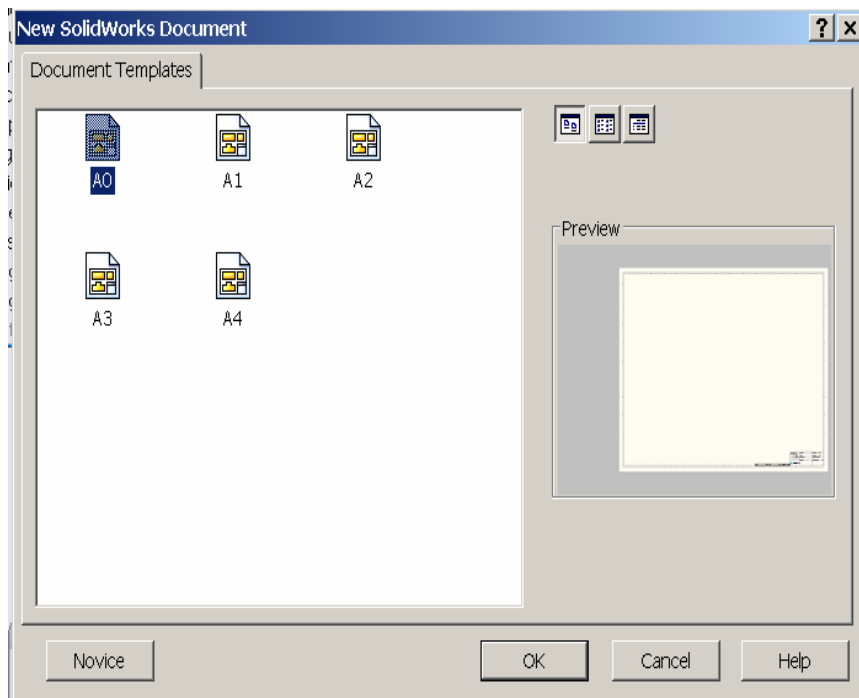 New SolidWorks Document
Document Templates
A0
A1
A2
A3
A4
Preview
Novice
OK
Cancel
Help